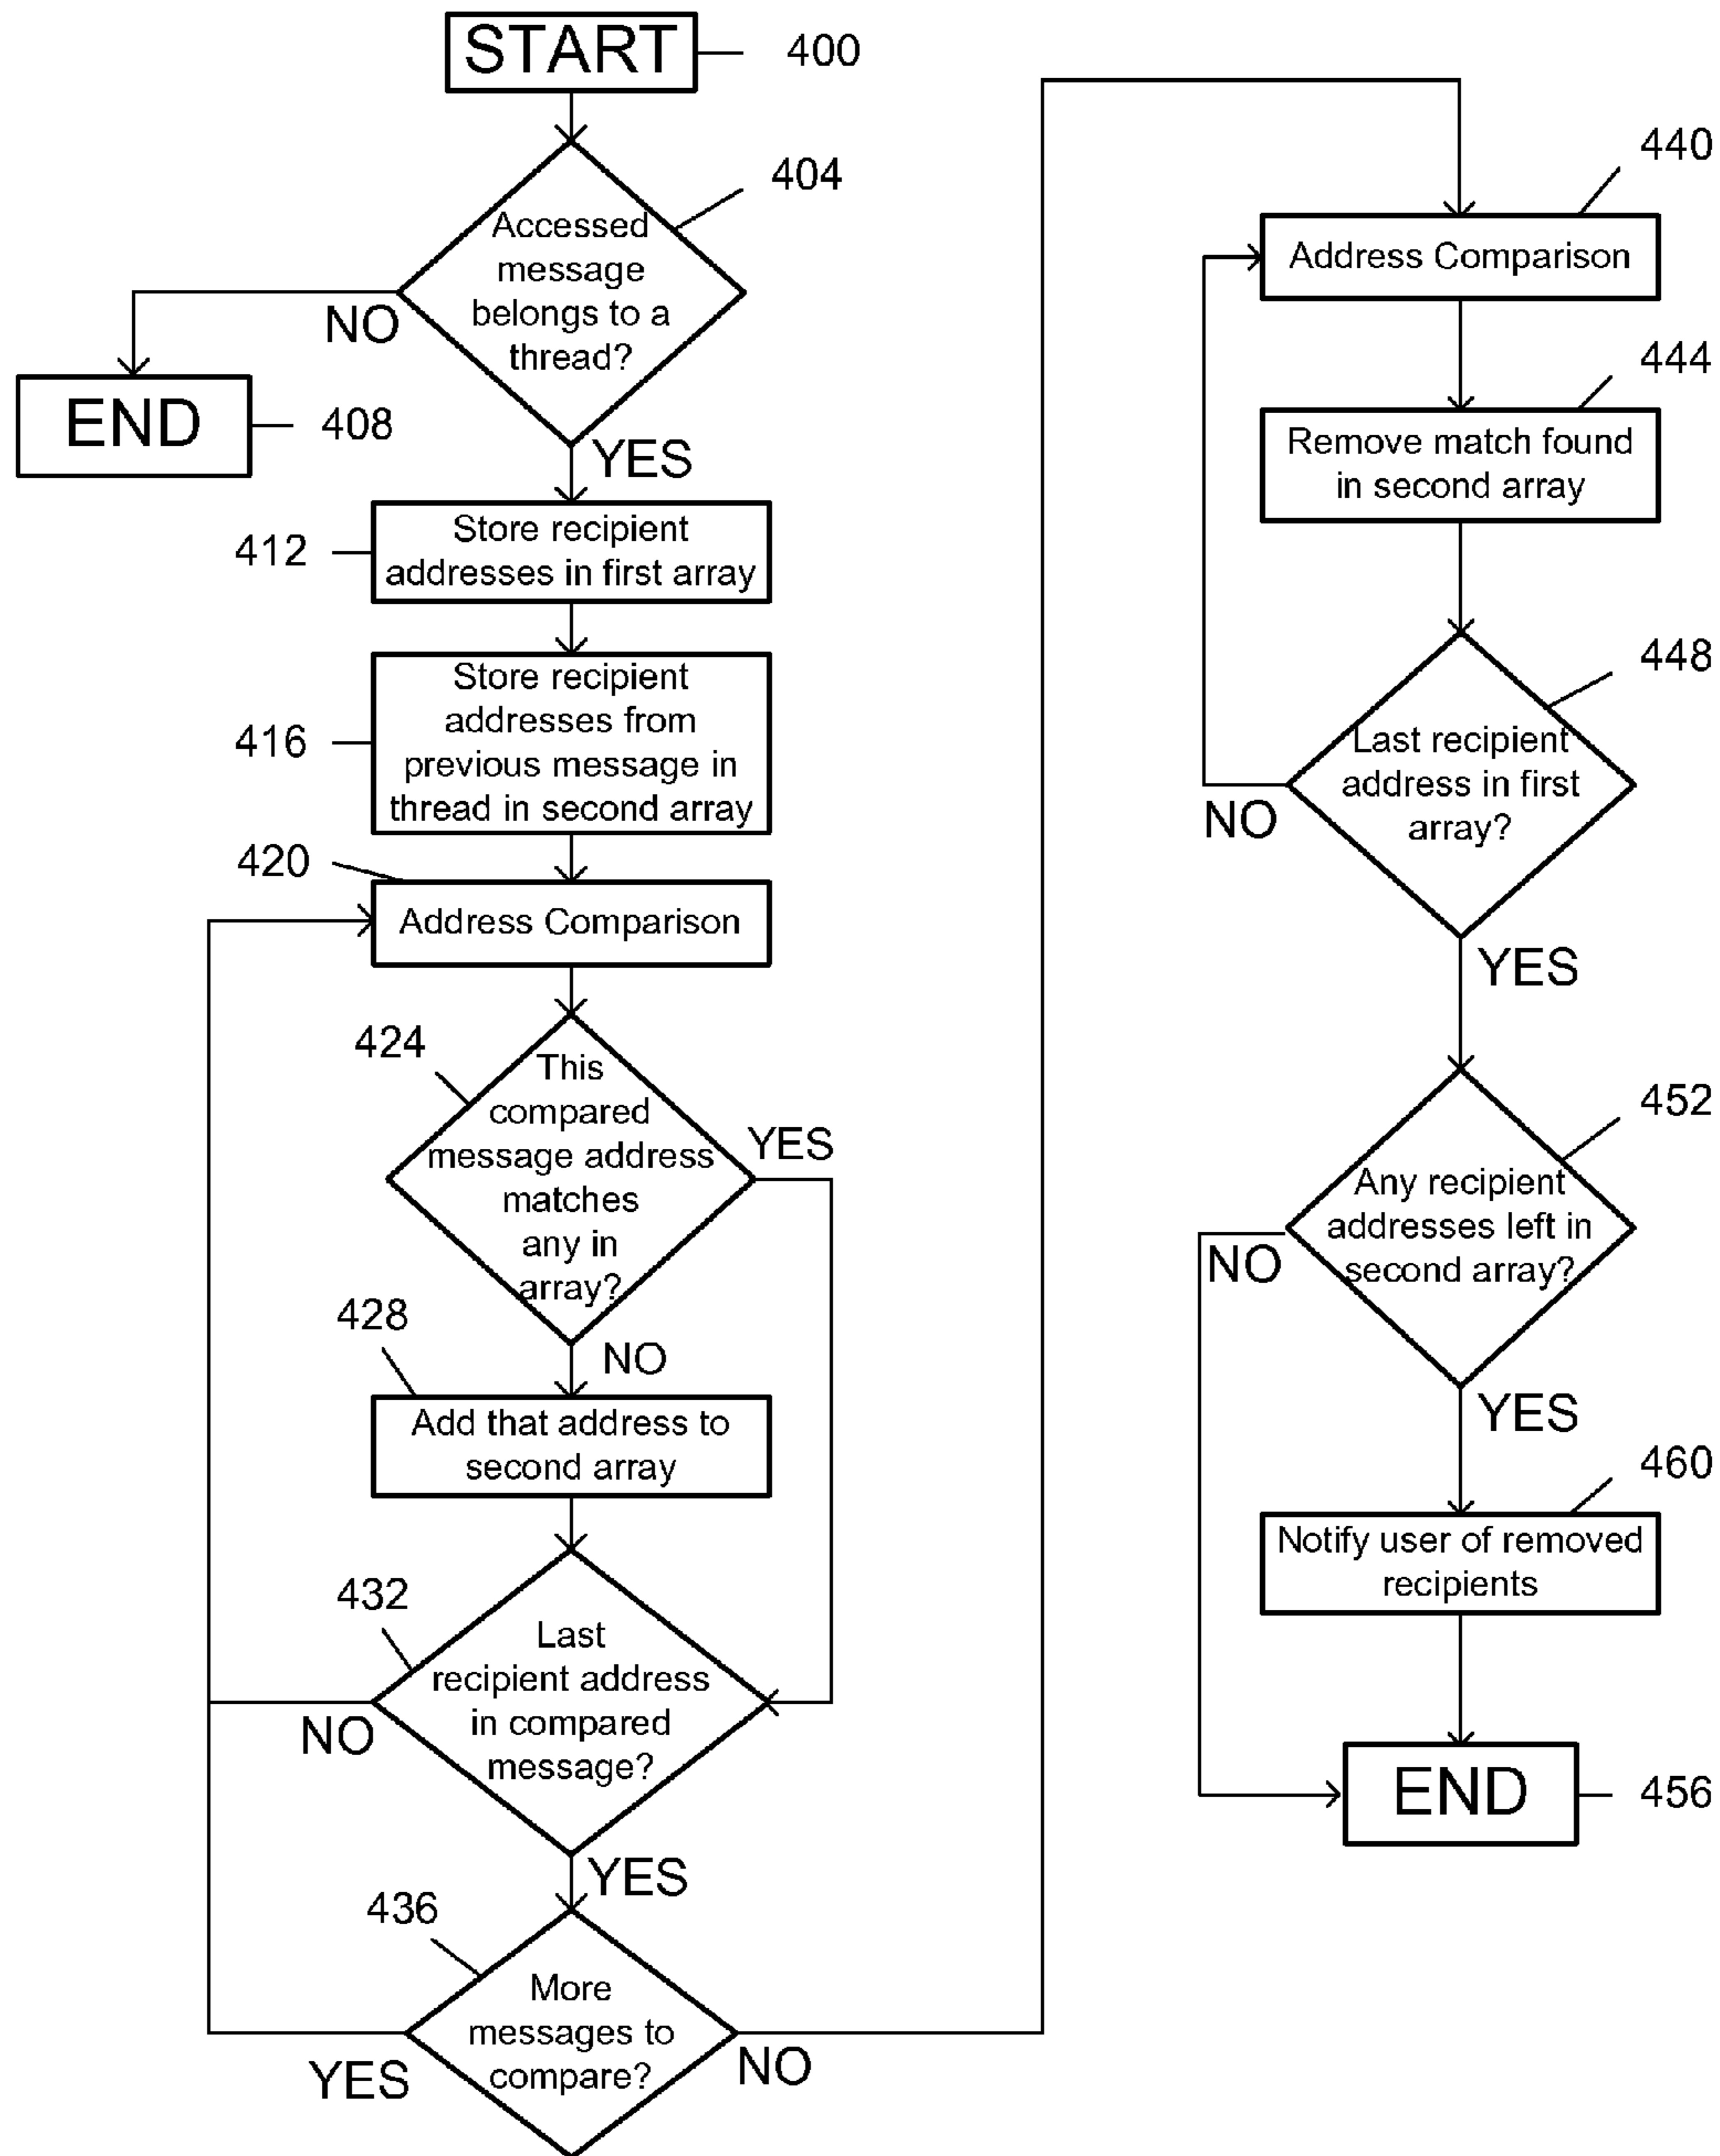 START
400
404
Accessed
message
belongs to a
thread?
NO
END
408
YES
412
Store recipient
addresses in first array
416
Store recipient
addresses from
previous message in
thread in second array
420
Address Comparison
424
This
compared
message address
matches
any in
array?
YES
428
NO
Add that address to
second array
432
Last
recipient address
in compared
message?
NO
YES
436
More
messages to
compare?
YES
NO
440
Address Comparison
444
Remove match found
in second array
448
Last recipient
address in first
array?
NO
YES
452
Any recipient
addresses left in
second array?
NO
YES
460
Notify user of removed
recipients
END
456